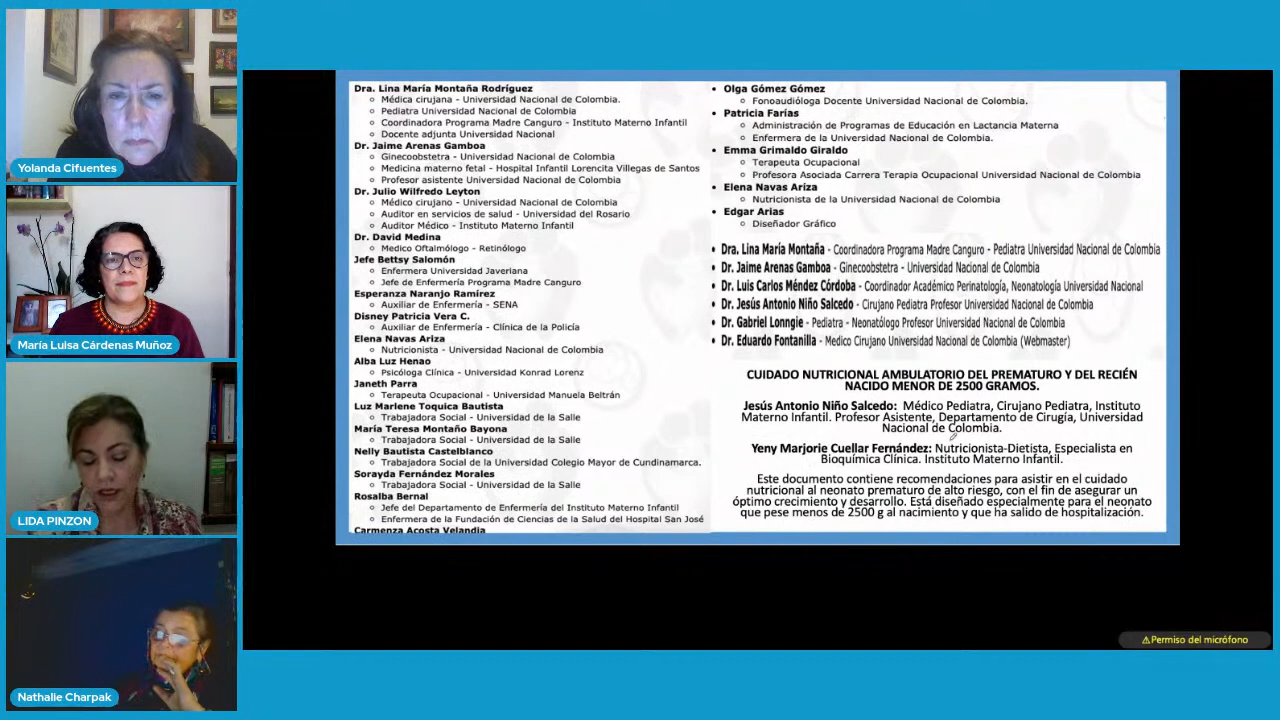 Yolanda Cifuentes
María Luisa Cárdenas Muñoz
LIDA PINZON
Nathalie Charpak
Dra. Lina María Montaña Rodríguez
Médica cirujana - Universidad Nacional de Colombia.
Pediatra Universidad Nacional de Colombia
Coordinadora Programa Madre Canguro - Instituto Materno Infantil
Docente adjunta Universidad Nacional
Dr. Jaime Arenas Gamboa
Ginecoobstetra - Universidad Nacional de Colombia
Medicina materno fetal - Hospital Infantil Lorencita Villegas de Santos
Profesor asistente Universidad Nacional de Colombia
Dr. Julio Wilfredo Leyton
Médico cirujano - Universidad Nacional de Colombia
Auditor en servicios de salud - Universidad del Rosario
Auditor Médico - Instituto Materno Infantil
Dr. David Medina
Medico Oftalmólogo - Retinólogo
Jefe Bettsy Salomón
Enfermera Universidad Javeriana
Jefe de Enfermería Programa Madre Canguro
Esperanza Naranjo Ramírez
Auxiliar de Enfermería - SENA
Disney Patricia Vera C.
Auxiliar de Enfermería - Clínica de la Policía
Elena Navas Ariza
Nutricionista - Universidad Nacional de Colombia
Alba Luz Henao
Psicóloga Clínica - Universidad Konrad Lorenz
Janeth Parra
Terapeuta Ocupacional - Universidad Manuela Beltrán
Luz Marlene Toquica Bautista
Trabajadora Social - Universidad de la Salle
María Teresa Montaño Bayona
Trabajadora Social - Universidad de la Salle
Nelly Bautista Castelblanco
Trabajadora Social de la Universidad Colegio Mayor de Cundinamarca.
Sorayda Fernández Morales
Trabajadora Social - Universidad de la Salle
Rosalba Bernal
Jefe del Departamento de Enfermería del Instituto Materno Infantil
Enfermera de la Fundación de Ciencias de la Salud del Hospital San José
Carmenza Acosta Velandia
Olga Gómez Gómez
Fonoaudióloga Docente Universidad Nacional de Colombia.
Patricia Farías
Administración de Programas de Educación en Lactancia Materna
Enfermera de la Universidad Nacional de Colombia.
Emma Grimaldo Giraldo
Terapeuta Ocupacional
Profesora Asociada Carrera Terapia Ocupacional Universidad Nacional de Colombia
Elena Navas Ariza
Nutricionista de la Universidad Nacional de Colombia
Edgar Arias
Diseñador Gráfico
Dra. Lina María Montaña - Coordinadora Programa Madre Canguro - Pediatra Universidad Nacional de Colombia
Dr. Jaime Arenas Gamboa - Ginecoobstetra - Universidad Nacional de Colombia
Dr. Luis Carlos Méndez Córdoba - Coordinador Académico Perinatología, Neonatología Universidad Nacional
Dr. Jesús Antonio Niño Salcedo - Cirujano Pediatra Profesor Universidad Nacional de Colombia
Dr. Gabriel Lonngie - Pediatra - Neonatólogo Profesor Universidad Nacional de Colombia
Dr. Eduardo Fontanilla - Medico Cirujano Universidad Nacional de Colombia (Webmaster)
CUIDADO NUTRICIONAL AMBULATORIO DEL PREMATURO Y DEL RECIÉN
NACIDO MENOR DE 2500 GRAMOS.
Jesús Antonio Niño Salcedo: Médico Pediatra, Cirujano Pediatra, Instituto
Materno Infantil. Profesor Asistente, Departamento de Cirugía, Universidad
Nacional de Colombia.
Yeny Marjorie Cuellar Fernández: Nutricionista-Dietista, Especialista en
Bioquímica Clínica. Instituto Materno Infantil.
Este documento contiene recomendaciones para asistir en el cuidado
nutricional al neonato prematuro de alto riesgo, con el fin de asegurar un
óptimo crecimiento y desarrollo. Está diseñado especialmente para el neonato
que pese menos de 2500 g al nacimiento y que ha salido de hospitalización.
Permiso del micrófono